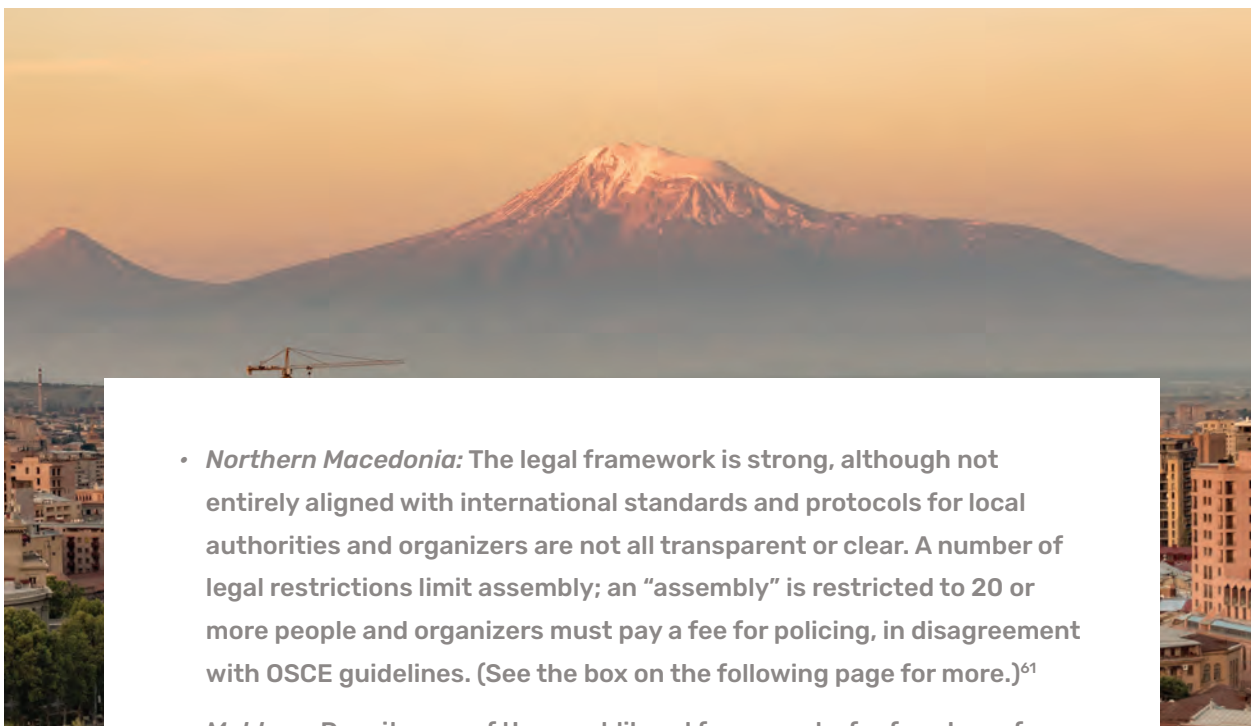 • Northern Macedonia: The legal framework is strong, although not
entirely aligned with international standards and protocols for local
authorities and organizers are not all transparent or clear. A number of
legal restrictions limit assembly; an “assembly” is restricted to 20 or
more people and organizers must pay a fee for policing, in disagreement
with OSCE guidelines. (See the box on the following page for more.)⁶¹